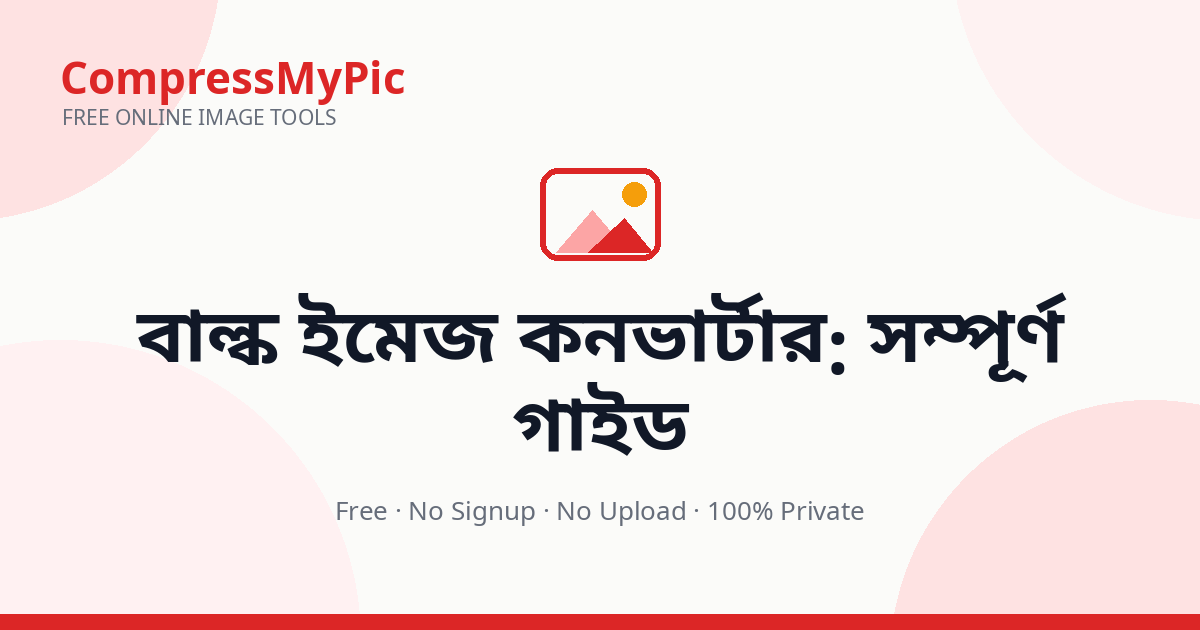 CompressMyPic
FREE ONLINE IMAGE TOOLS
বাল্ক ইমেজ কনভার্টার: সম্পূর্ণ
গাইড
Free · No Signup · No Upload · 100% Private